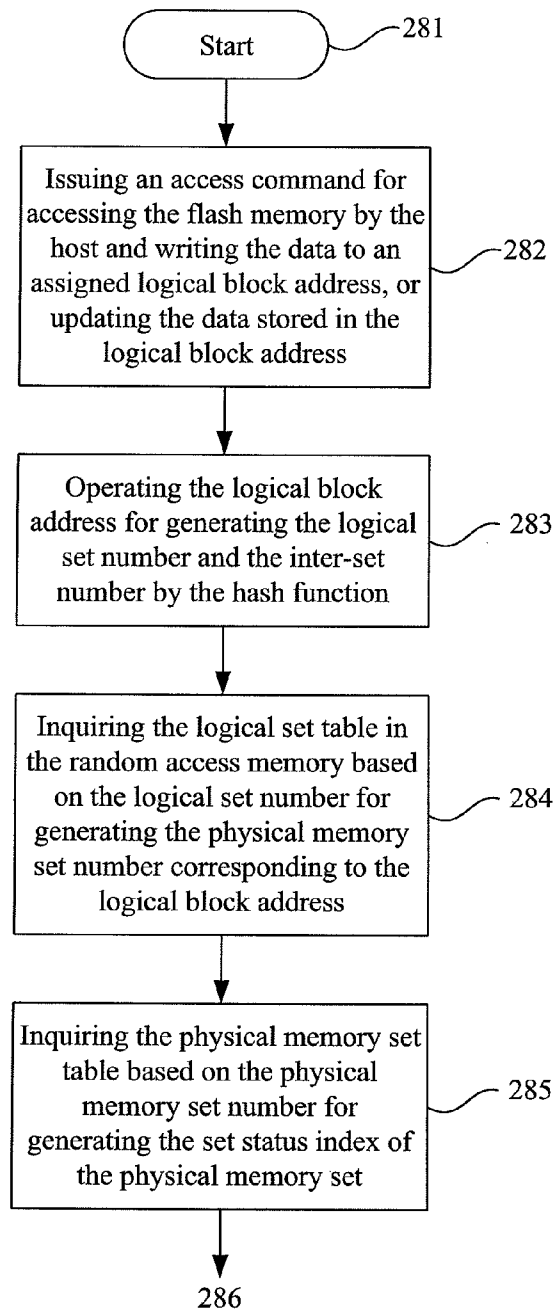 Start
281
Issuing an access command for
accessing the flash memory by the
host and writing the data to an
assigned logical block address, or
updating the data stored in the
logical block address
282
Operating the logical block
address for generating the logical
set number and the inter-set
number by the hash function
283
Inquiring the logical set table in
the random access memory based
on the logical set number for
generating the physical memory
set number corresponding to the
logical block address
284
Inquiring the physical memory set
table based on the physical
memory set number for
generating the set status index of
the physical memory set
285
286